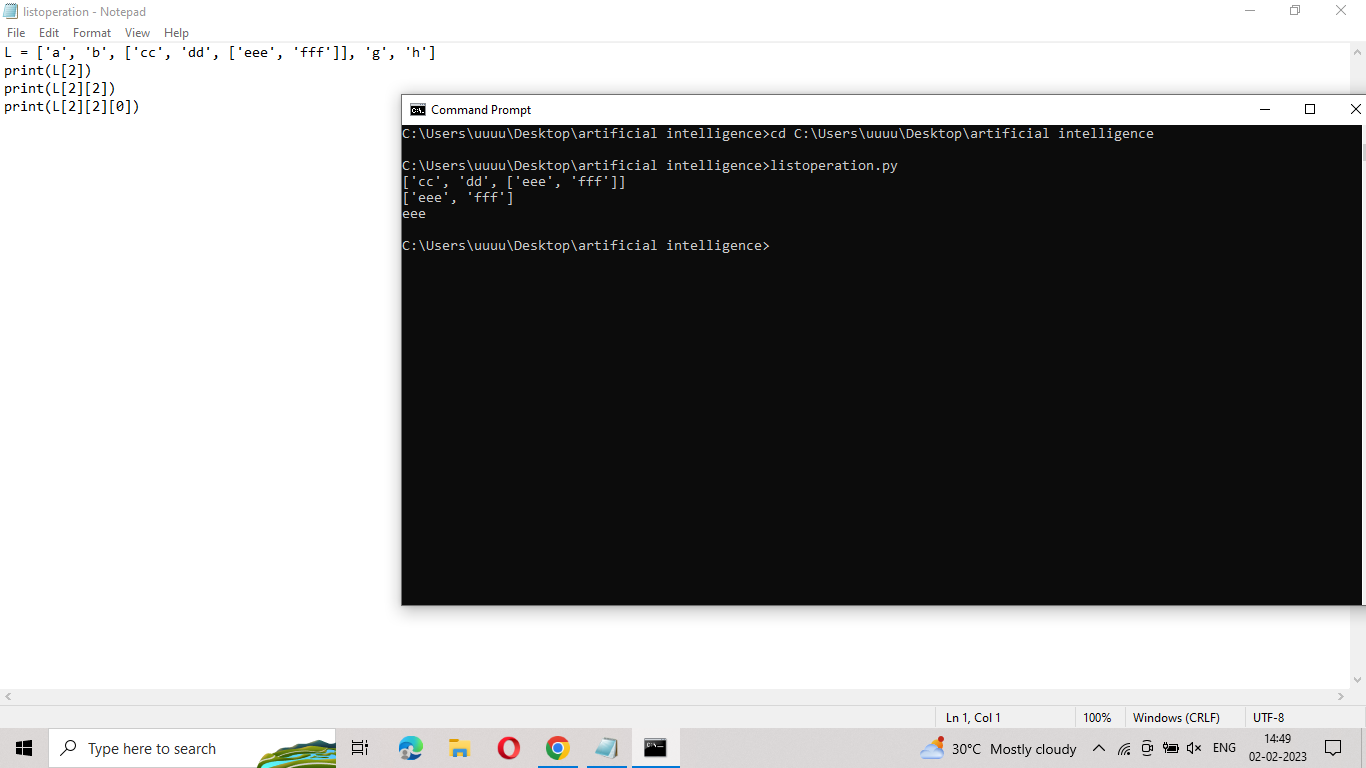 listoperation - Notepad
File Edit Format View Help
L = ['a', 'b', ['cc', 'dd', ['eee', 'fff']], 'g', 'h']
print(L[2])
print(L[2][2])
print(L[2][2][0])
Command Prompt
C:\Users\uuuu\Desktop\artificial intelligence>cd C:\Users\uuuu\Desktop\artificial intelligence
C:\Users\uuuu\Desktop\artificial intelligence>listoperation.py
['cc', 'dd', ['eee', 'fff']]
['eee', 'fff']
eee
C:\Users\uuuu\Desktop\artificial intelligence>
Ln 1, Col 1 100% Windows (CRLF) UTF-8
Type here to search
30°C Mostly cloudy
ENG
14:49
02-02-2023